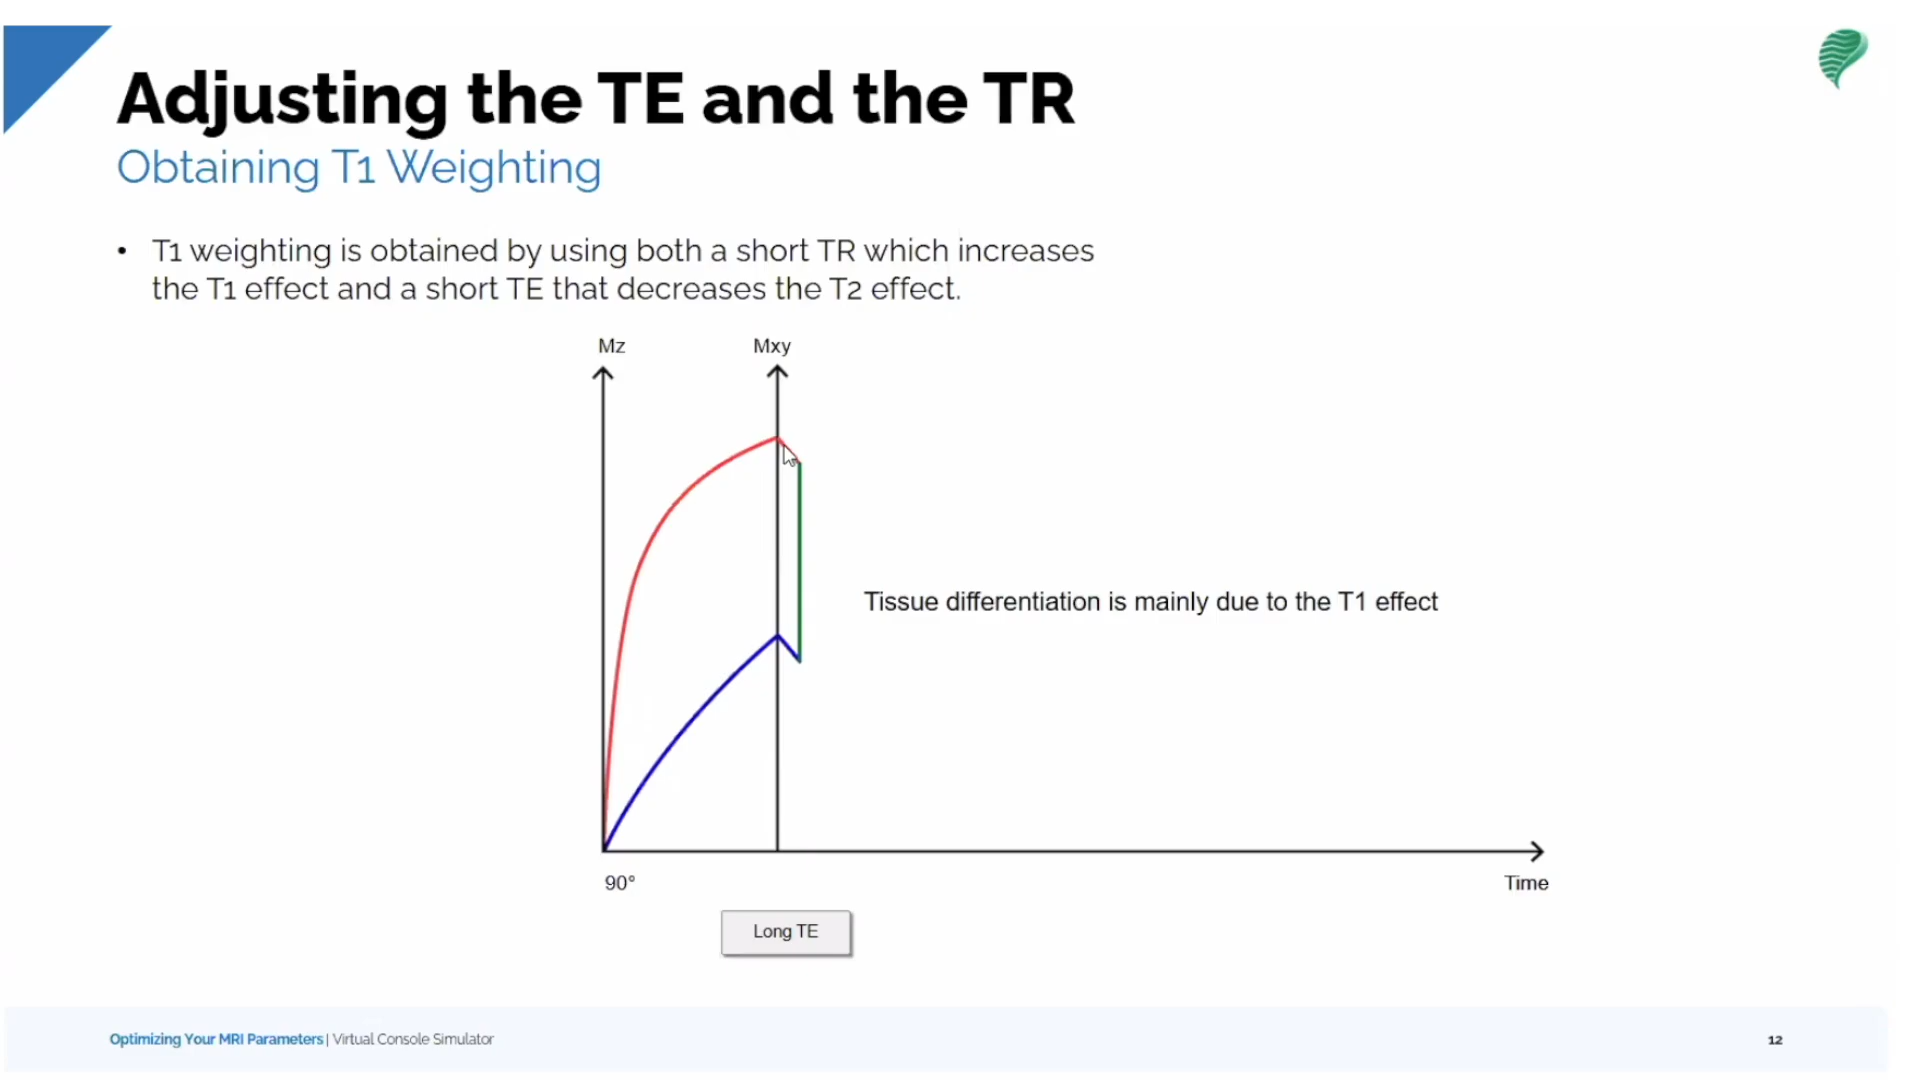 Adjusting the TE and the TR
Obtaining T1 Weighting
• T1 weighting is obtained by using both a short TR which increases
the T1 effect and a short TE that decreases the T2 effect.
Mz Mxy
Tissue differentiation is mainly due to the T1 effect
90° Time
Long TE
Optimizing Your MRI Parameters | Virtual Console Simulator 12